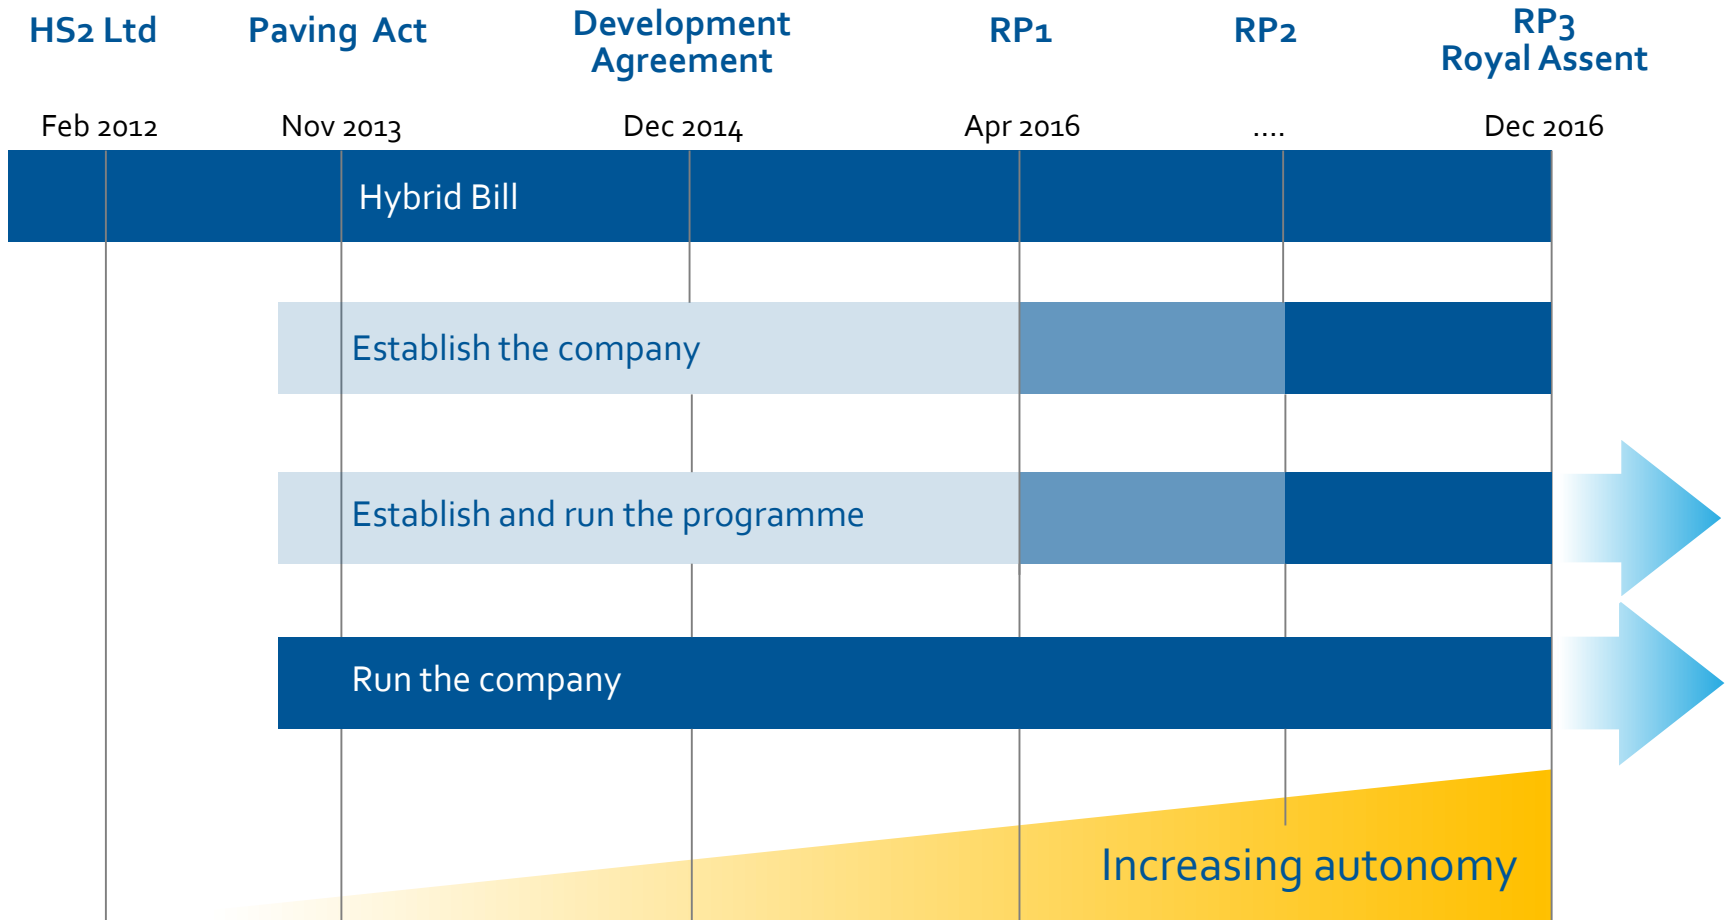 HS2 Ltd
Paving Act
Development
Agreement
RP1
RP2
RP3
Royal Assent
Feb 2012
Nov 2013
Dec 2014
Apr 2016
....
Dec 2016
Hybrid Bill
Establish the company
Establish and run the programme
Run the company
Increasing autonomy